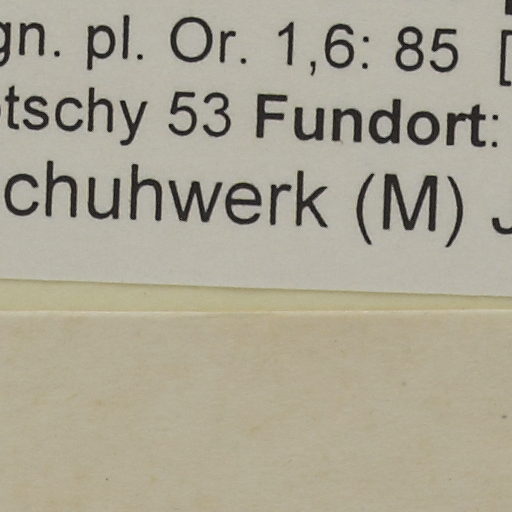 gn. pl. Or. 1,6: 85 [
otschy 53 Fundort:
chuhwerk (M) J